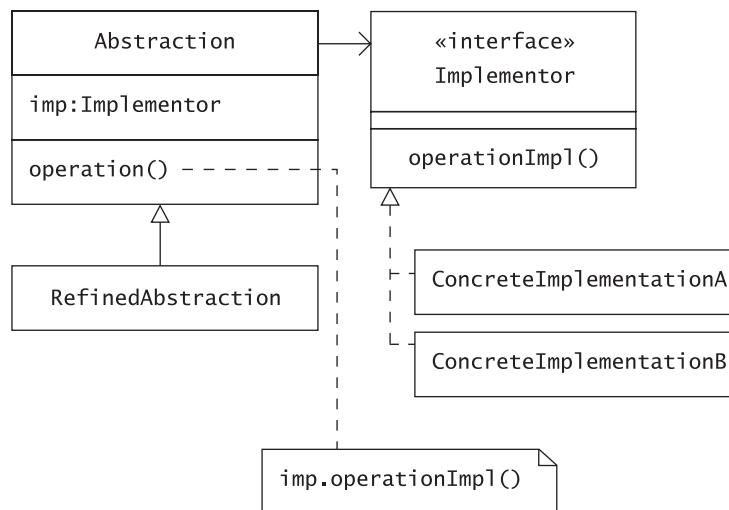 Abstraction
imp:Implementor
operation()
«interface»
Implementor
operationImpl()
RefinedAbstraction
ConcreteImplementationA
ConcreteImplementationB
imp.operationImpl()